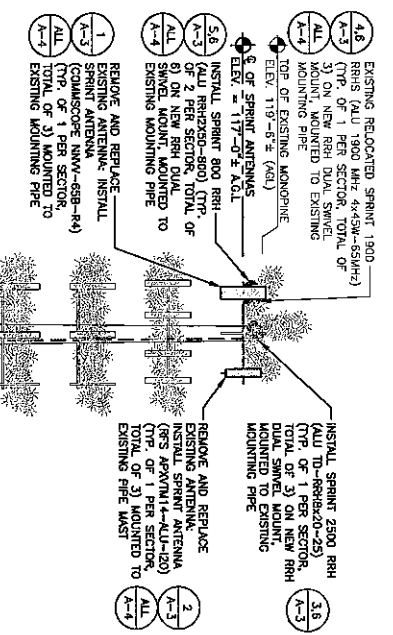 4,6
A-3
ALL
A-4
EXISTING RELOCATED SPRINT 1900
RRHS (ALU 1900 MHz 4x45W-65MHz)
(TYP. OF 1 PER SECTOR, TOTAL OF
3) ON NEW RRH DUAL SWIVEL
MOUNT, MOUNTED TO EXISTING
MOUNTING PIPE
TOP OF EXISTING MONOPINE
ELEV. 119'-6"± (AGL)
℄ OF SPRINT ANTENNAS
ELEV. = 117'-0"± A.G.L
5,6
A-3
ALL
A-4
INSTALL SPRINT 800 RRH
(ALU RRH2X50-800) (TYP.
OF 2 PER SECTOR, TOTAL OF
6) ON NEW RRH DUAL
SWIVEL MOUNT, MOUNTED TO
EXISTING MOUNTING PIPE
1
A-3
ALL
A-4
REMOVE AND REPLACE
EXISTING ANTENNA: INSTALL
SPRINT ANTENNA
(COMMSCOPE NNVV-65B-R4)
(TYP. OF 1 PER SECTOR,
TOTAL OF 3) MOUNTED TO
EXISTING MOUNTING PIPE
INSTALL SPRINT 2500 RRH
(ALU TD-RRH8x20-25)
(TYP. OF 1 PER SECTOR,
TOTAL OF 3) ON NEW RRH
DUAL SWIVEL MOUNT,
MOUNTED TO EXISTING
MOUNTING PIPE
3,6
A-3
ALL
A-4
REMOVE AND REPLACE
EXISTING ANTENNA:
INSTALL SPRINT ANTENNA
(RFS APXVTM14-ALU-I20)
(TYP. OF 1 PER SECTOR,
TOTAL OF 3) MOUNTED TO
EXISTING PIPE MAST
2
A-3
ALL
A-4